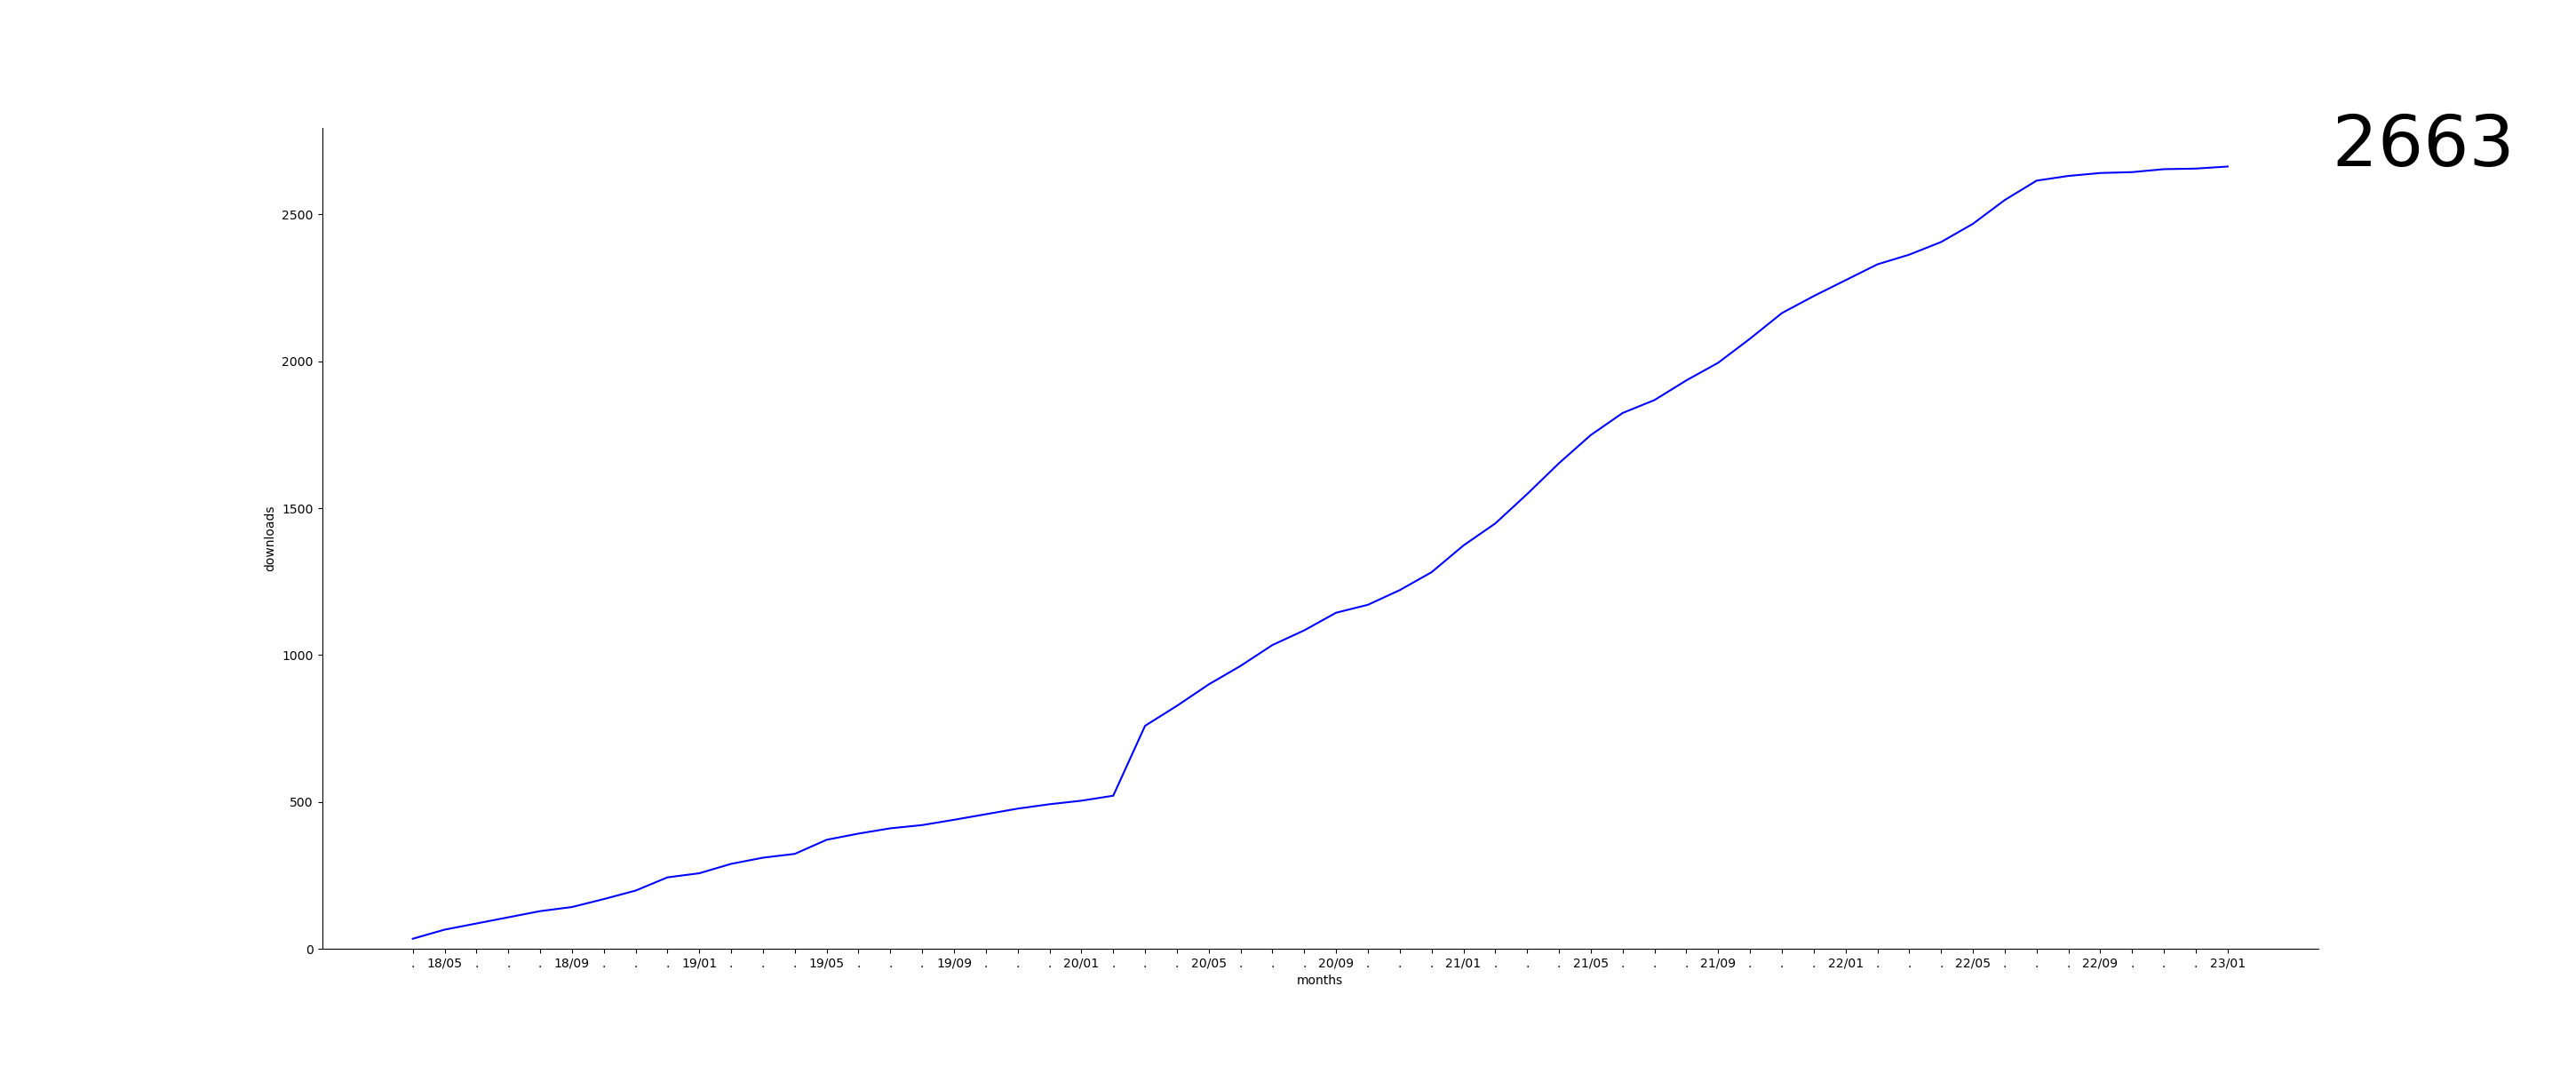 2663
2500
2000
1500
1000
500
0
downloads
. 18/05 . . . 18/09 . . . 19/01 . . . 19/05 . . . 19/09 . . . 20/01 . . . 20/05 . . . 20/09 . . . 21/01 . . . 21/05 . . . 21/09 . . . 22/01 . . . 22/05 . . . 22/09 . . . 23/01
months